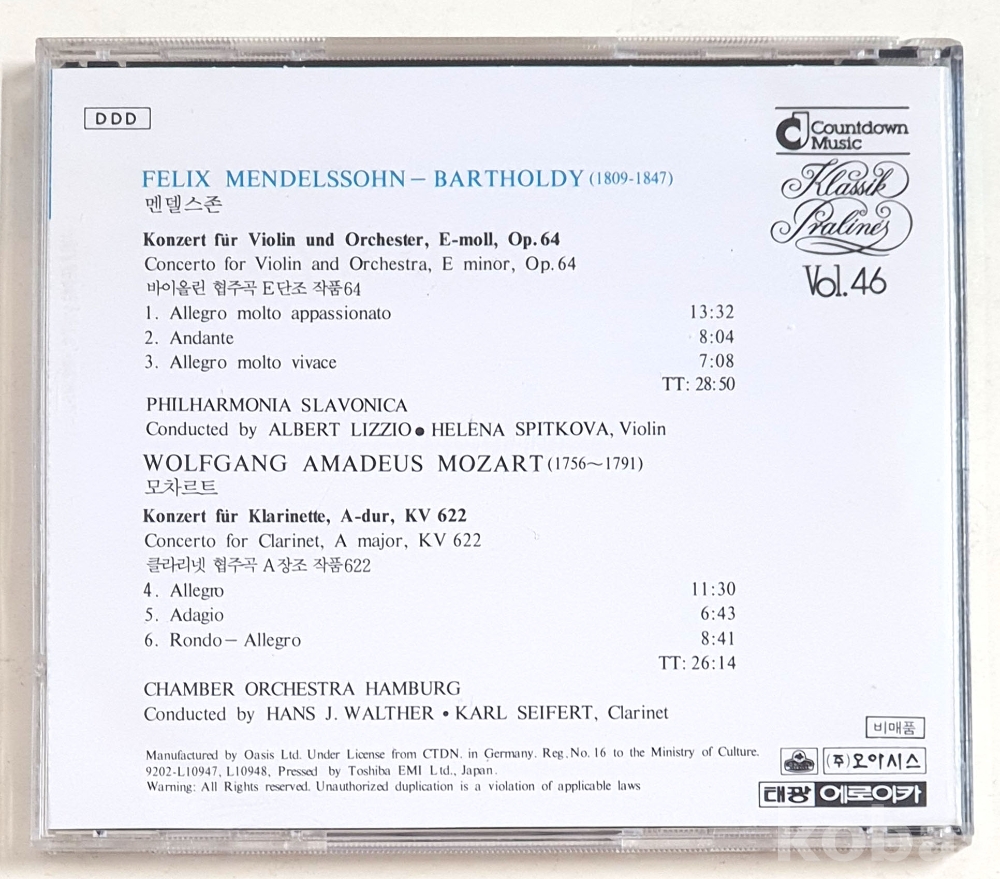 DDD
Countdown
Music
Klassik
Pralinés
Vol.46
FELIX MENDELSSOHN – BARTHOLDY (1809-1847)
멘델스존
Konzert für Violin und Orchester, E-moll, Op.64
Concerto for Violin and Orchestra, E minor, Op.64
바이올린 협주곡 E단조 작품64
1. Allegro molto appassionato 13:32
2. Andante 8:04
3. Allegro molto vivace 7:08
TT: 28:50
PHILHARMONIA SLAVONICA
Conducted by ALBERT LIZZIO ● HELENA SPITKOVA, Violin
WOLFGANG AMADEUS MOZART (1756~1791)
모차르트
Konzert für Klarinette, A-dur, KV 622
Concerto for Clarinet, A major, KV 622
클라리넷 협주곡 A장조 작품622
4. Allegro 11:30
5. Adagio 6:43
6. Rondo – Allegro 8:41
TT: 26:14
CHAMBER ORCHESTRA HAMBURG
Conducted by HANS J. WALTHER • KARL SEIFERT, Clarinet
비매품
Manufactured by Oasis Ltd. Under License from CTDN. in Germany. Reg.No. 16 to the Ministry of Culture.
9202-L10947, L10948, Pressed by Toshiba EMI Ltd., Japan.
Warning: All Rights reserved. Unauthorized duplication is a violation of applicable laws
(주)오아시스
태광 에로이카